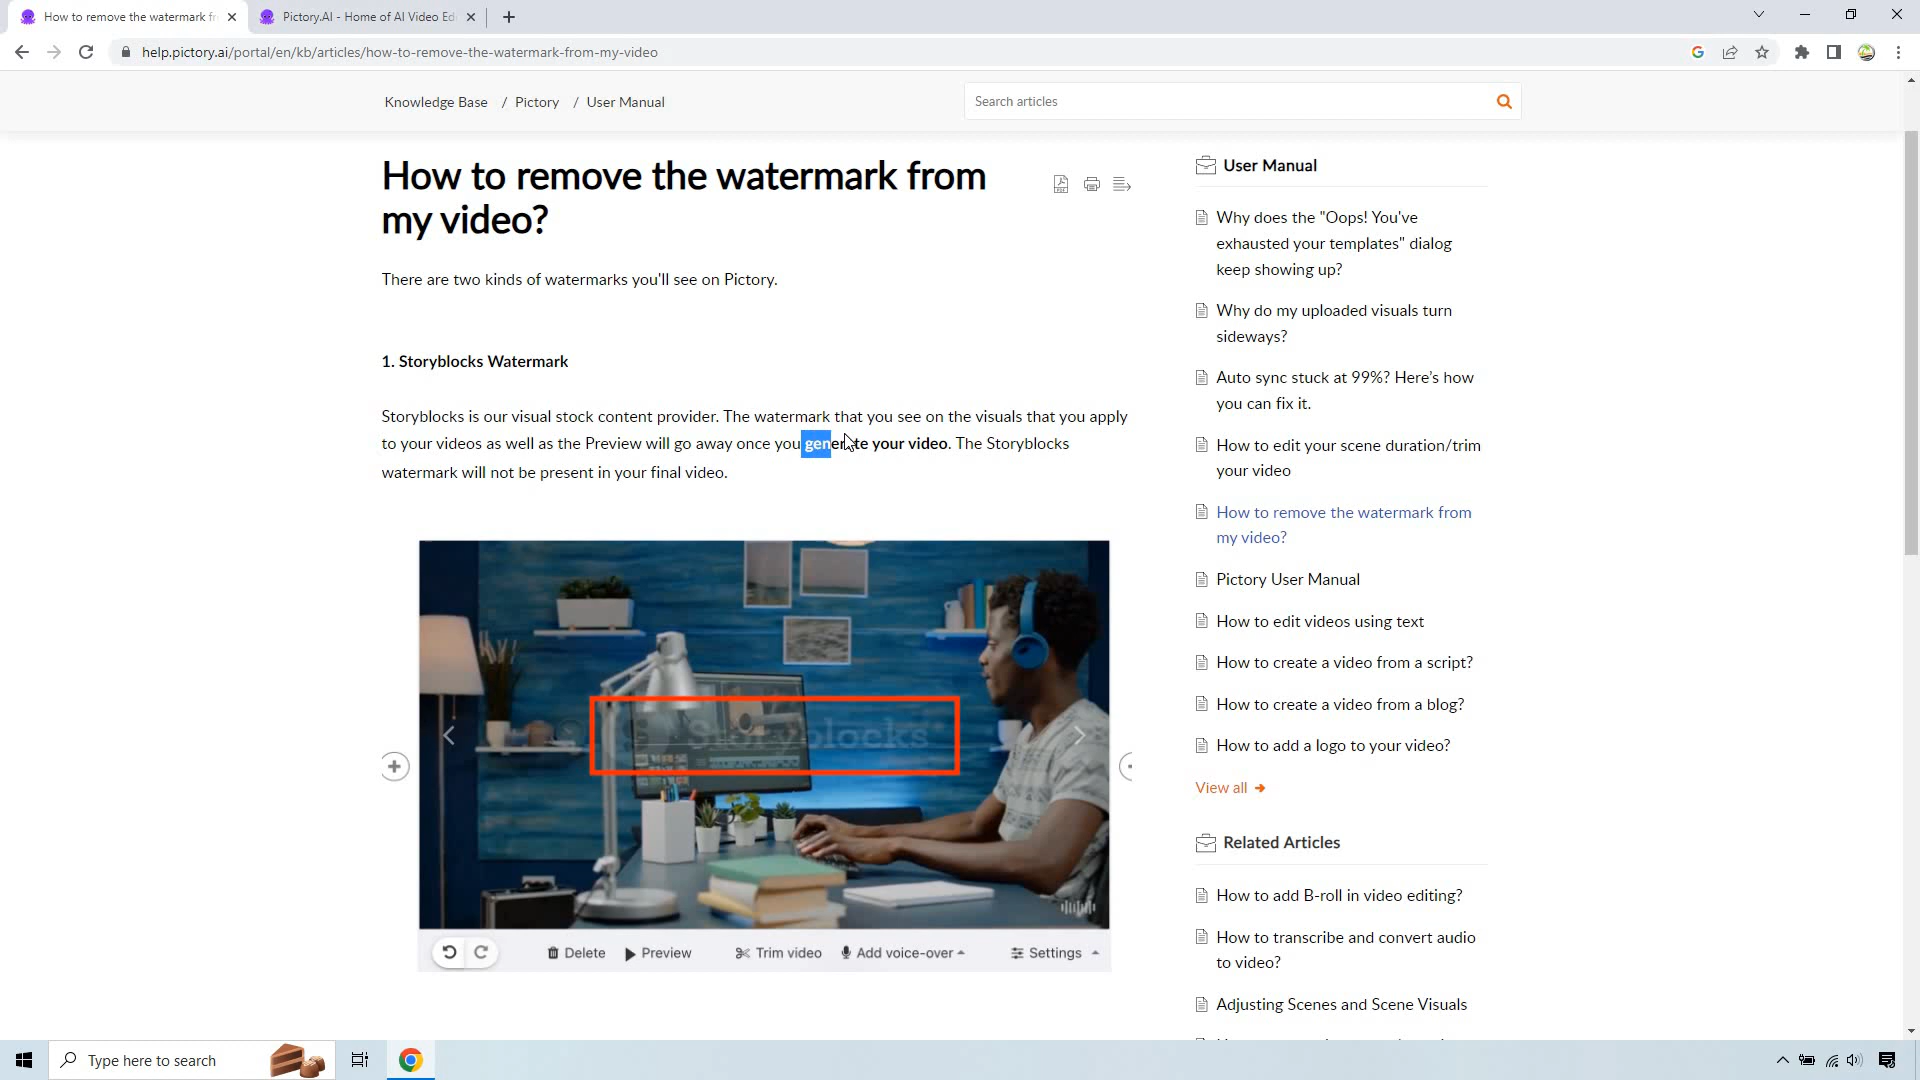 How to remove the watermark fr
Pictory.AI - Home of AI Video Ed
help.pictory.ai/portal/en/kb/articles/how-to-remove-the-watermark-from-my-video
Knowledge Base / Pictory / User Manual
Search articles
How to remove the watermark from
my video?
There are two kinds of watermarks you'll see on Pictory.
1. Storyblocks Watermark
Storyblocks is our visual stock content provider. The watermark that you see on the visuals that you apply
to your videos as well as the Preview will go away once you generate your video. The Storyblocks
watermark will not be present in your final video.
Storyblocks
Delete
Preview
Trim video
Add voice-over
Settings
User Manual
Why does the "Oops! You've
exhausted your templates" dialog
keep showing up?
Why do my uploaded visuals turn
sideways?
Auto sync stuck at 99%? Here’s how
you can fix it.
How to edit your scene duration/trim
your video
How to remove the watermark from
my video?
Pictory User Manual
How to edit videos using text
How to create a video from a script?
How to create a video from a blog?
How to add a logo to your video?
View all
Related Articles
How to add B-roll in video editing?
How to transcribe and convert audio
to video?
Adjusting Scenes and Scene Visuals
Type here to search